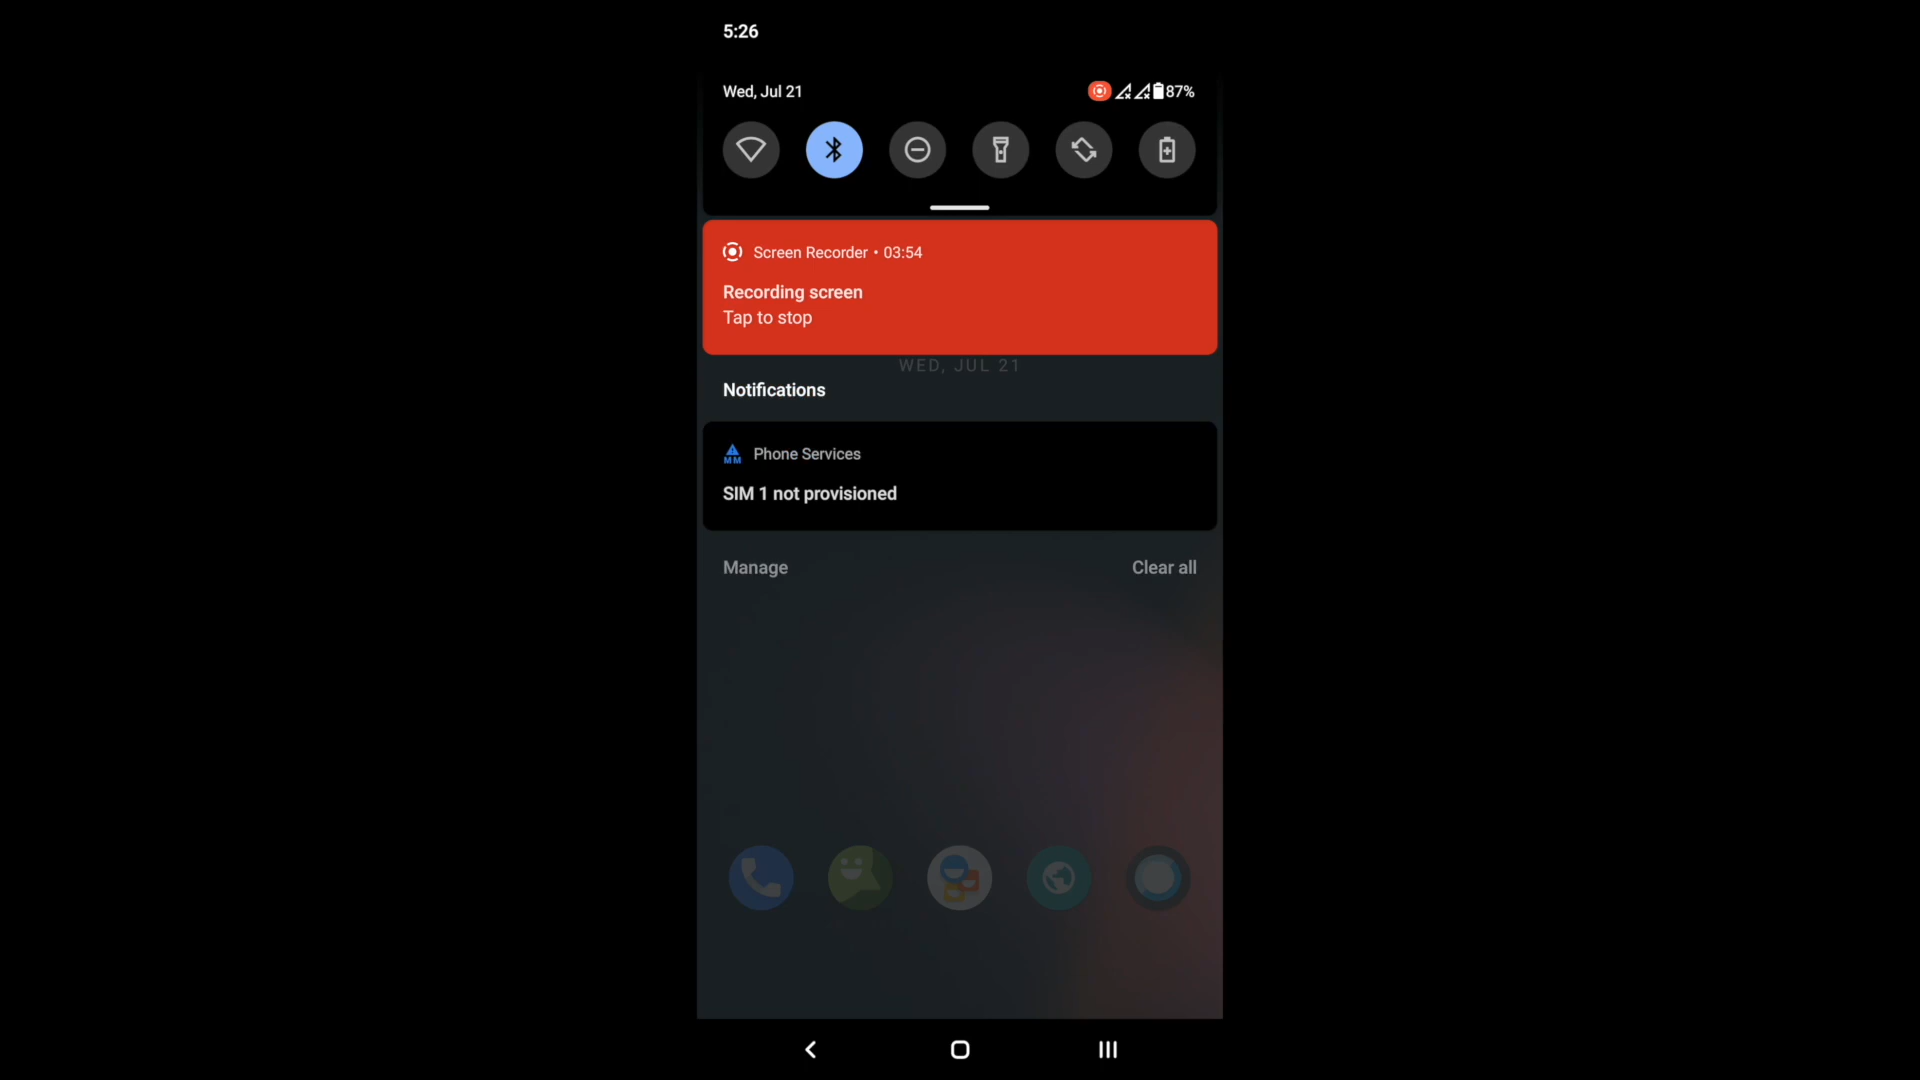 5:26
Wed, Jul 21
87%
Screen Recorder • 03:54
Recording screen
Tap to stop
WED, JUL 21
Notifications
MM
Phone Services
SIM 1 not provisioned
Manage
Clear all